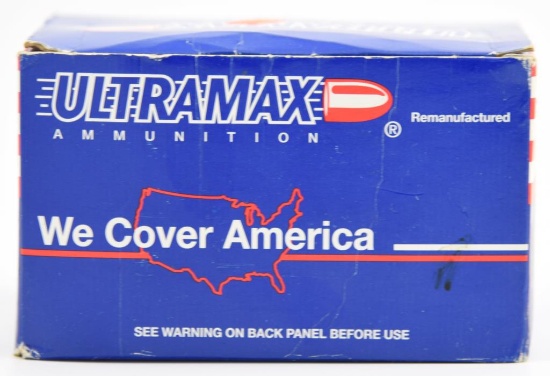 ULTRAMAX
AMMUNITION
® Remanufactured
We Cover America
SEE WARNING ON BACK PANEL BEFORE USE